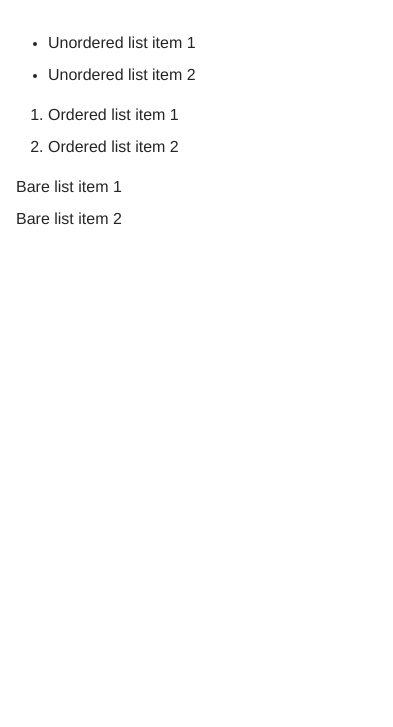 • Unordered list item 1
• Unordered list item 2
1. Ordered list item 1
2. Ordered list item 2
Bare list item 1
Bare list item 2